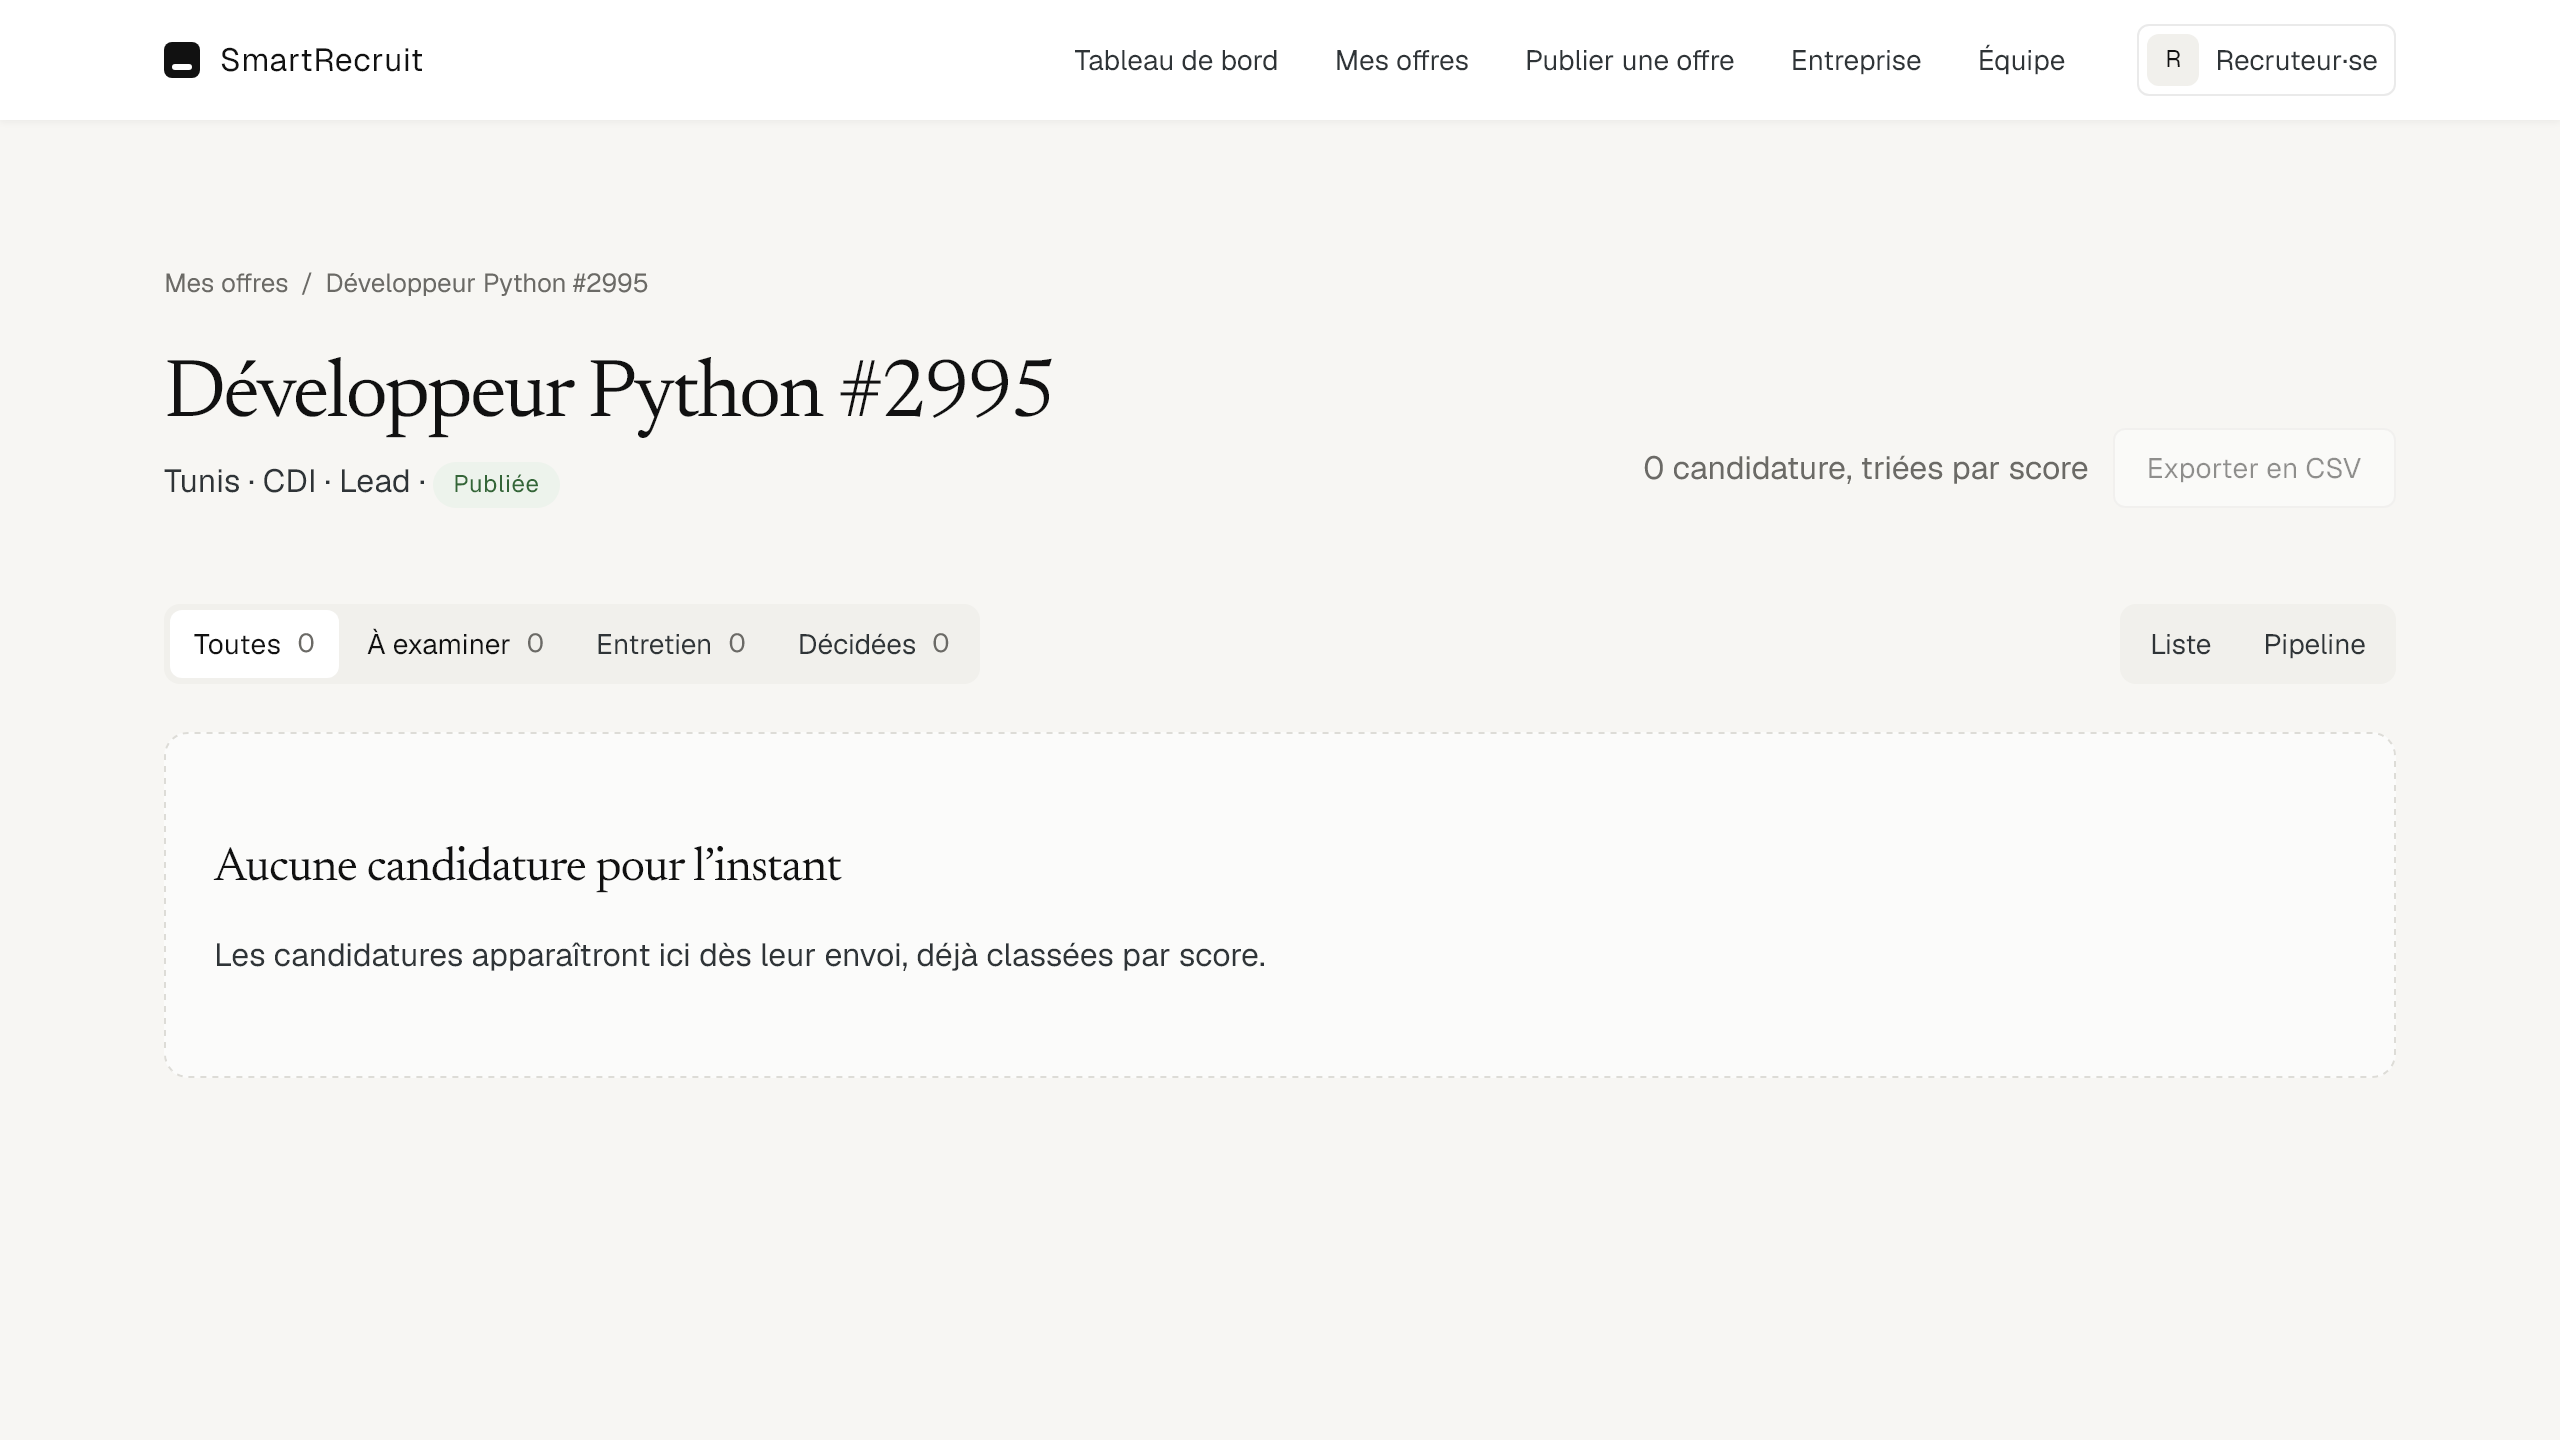 SmartRecruit
Tableau de bord
Mes offres
Publier une offre
Entreprise
Équipe
R
Recruteur·se
Mes offres / Développeur Python #2995
Développeur Python #2995
Tunis · CDI · Lead · Publiée
0 candidature, triées par score
Exporter en CSV
Toutes 0
À examiner 0
Entretien 0
Décidées 0
Liste
Pipeline
Aucune candidature pour l’instant
Les candidatures apparaîtront ici dès leur envoi, déjà classées par score.